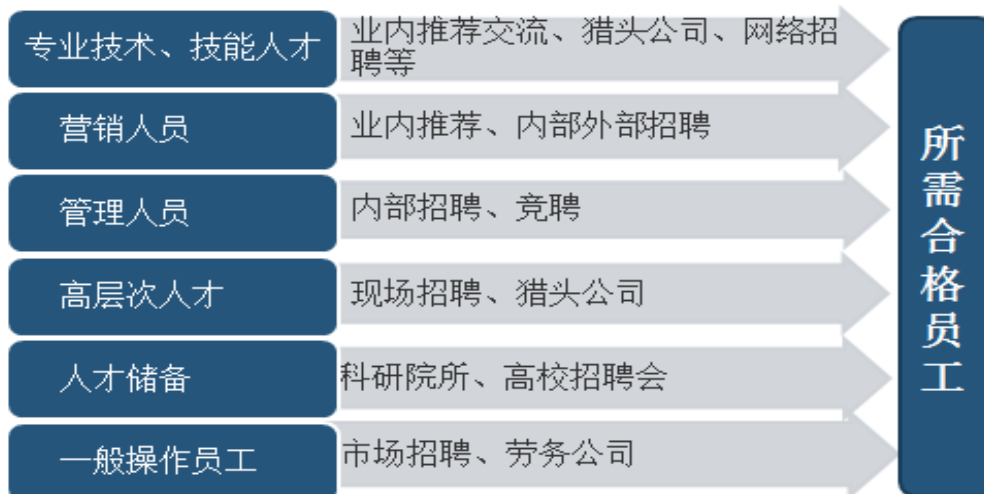 专业技术、技能人才
业内推荐交流、猎头公司、网络招
聘等
营销人员
业内推荐、内部外部招聘
管理人员
内部招聘、竞聘
高层次人才
现场招聘、猎头公司
人才储备
科研院所、高校招聘会
一般操作员工
市场招聘、劳务公司
所需合格员工